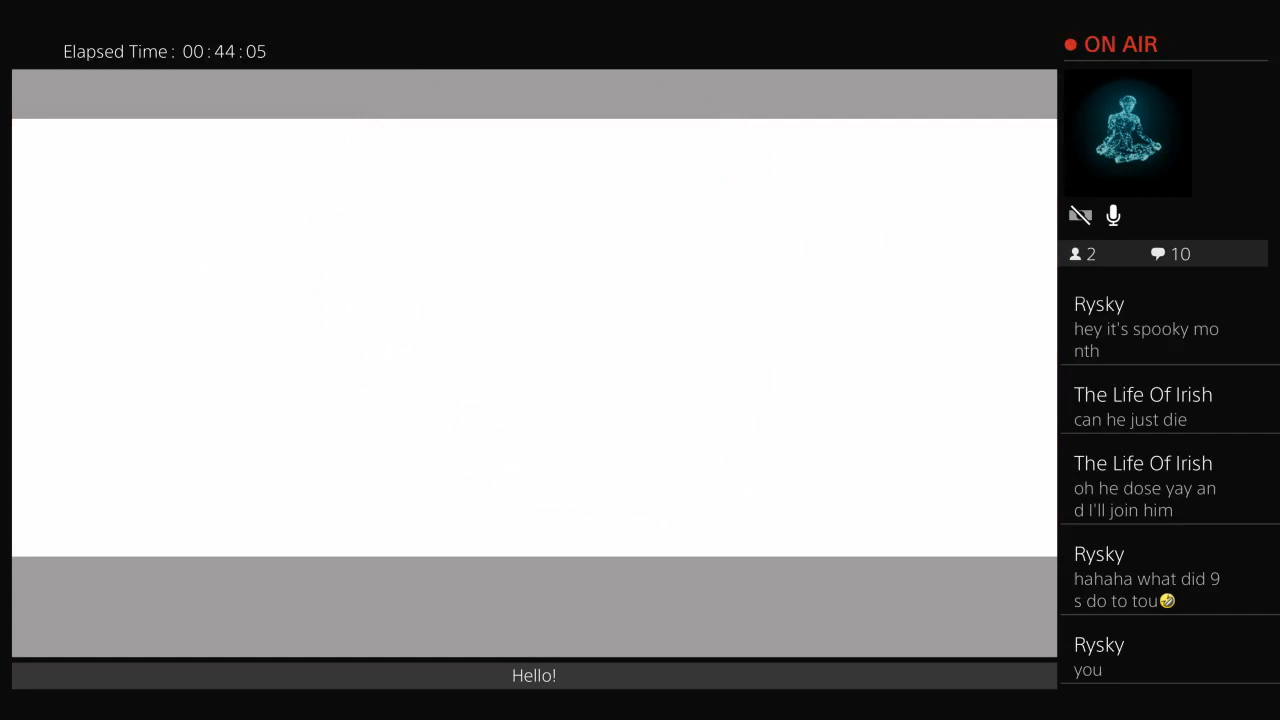 Elapsed Time : 00 : 44 : 05
ON AIR
2
10
Rysky
hey it's spooky mo
nth
The Life Of Irish
can he just die
The Life Of Irish
oh he dose yay an
d I'll join him
Rysky
hahaha what did 9
s do to tou🤣
Rysky
you
Hello!